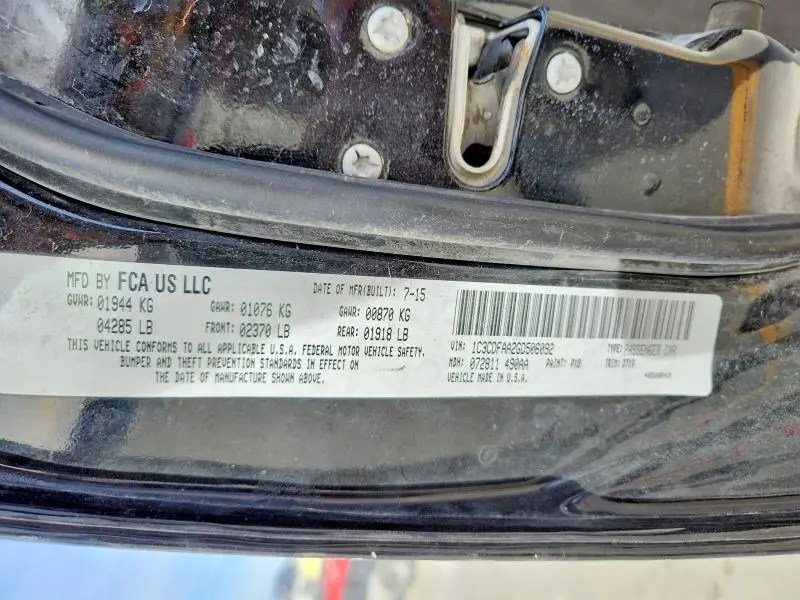 MFD BY FCA US LLC DATE OF MFR(BUILT): 7-15
GVWR: 01944 KG GAWR: 01076 KG GAWR: 00870 KG
04285 LB FRONT: 02370 LB REAR: 01918 LB
THIS VEHICLE CONFORMS TO ALL APPLICABLE U.S.A. FEDERAL MOTOR VEHICLE SAFETY,
BUMPER AND THEFT PREVENTION STANDARDS IN EFFECT ON
THE DATE OF MANUFACTURE SHOWN ABOVE.
VIN: 1C3CDFAA2GD506092 TYPE: PASSENGER CAR
MDH: 072811 490AA PAINT: PX9 TRIM: D7X9
VEHICLE MADE IN U.S.A.